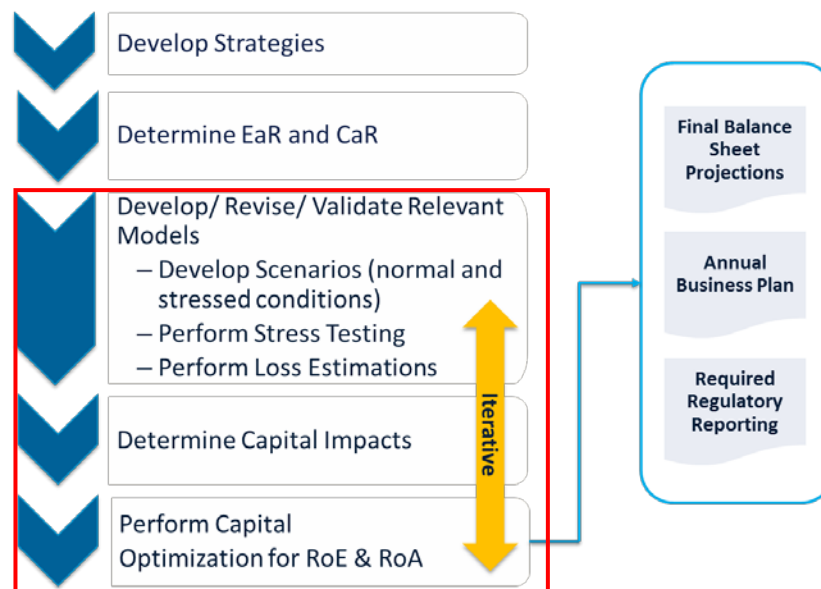 Develop Strategies
Determine EaR and CaR
Develop/ Revise/ Validate Relevant
Models
– Develop Scenarios (normal and
stressed conditions)
– Perform Stress Testing
– Perform Loss Estimations
Determine Capital Impacts
Perform Capital
Optimization for RoE & RoA
Iterative
Final Balance
Sheet
Projections
Annual
Business Plan
Required
Regulatory
Reporting